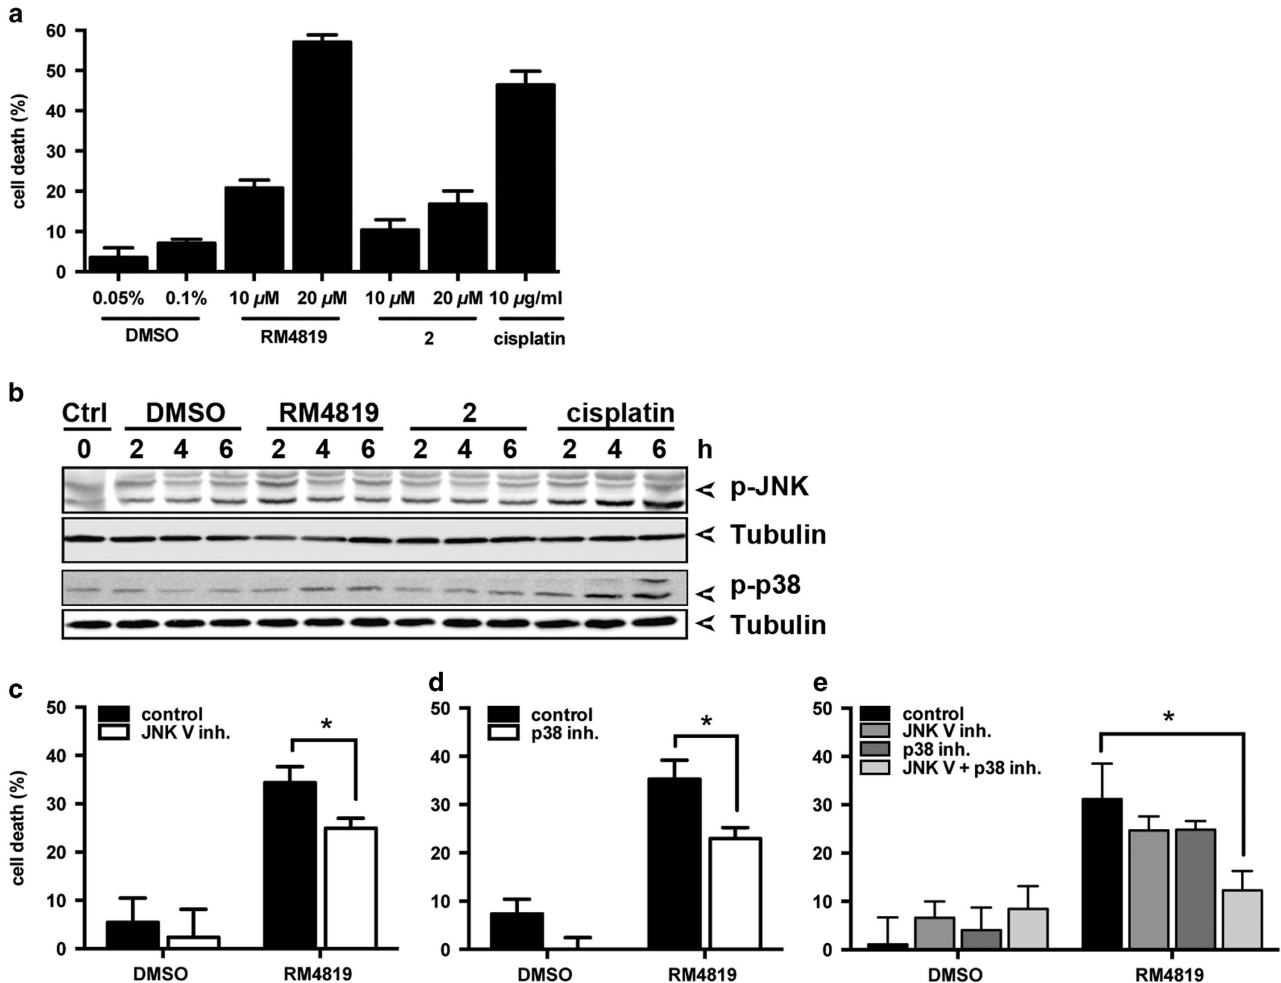 a
60
50
40
30
20
10
0
cell death (%)
0.05% 0.1% 10 µM 20 µM 10 µM 20 µM 10 µg/ml
DMSO RM4819 2 cisplatin
b
Ctrl DMSO RM4819 2 cisplatin
0 2 4 6 2 4 6 2 4 6 2 4 6 h
p-JNK
Tubulin
p-p38
Tubulin
c
50
40
30
20
10
0
cell death (%)
control
JNK V inh.
*
DMSO RM4819
d
50
40
30
20
10
0
control
p38 inh.
*
DMSO RM4819
e
50
40
30
20
10
0
control
JNK V inh.
p38 inh.
JNK V + p38 inh.
*
DMSO RM4819